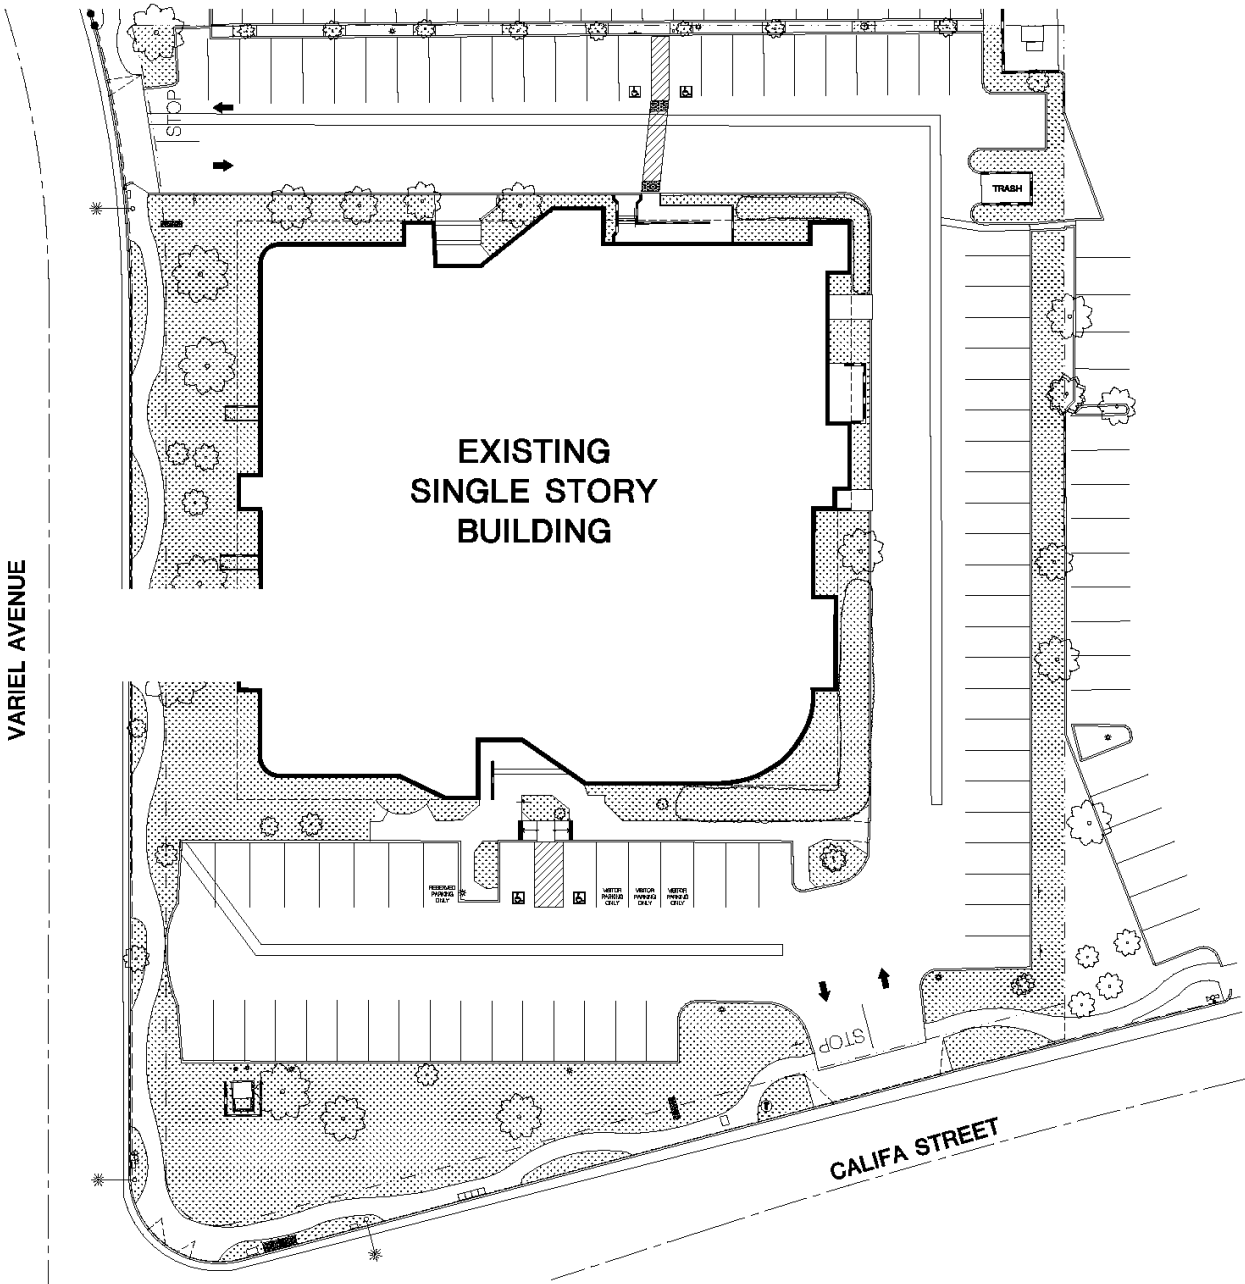 STOP
TRASH
EXISTING
SINGLE STORY
BUILDING
VARIEL AVENUE
RESERVED
PARKING
ONLY
VISITOR
PARKING
ONLY
VISITOR
PARKING
ONLY
VISITOR
PARKING
ONLY
STOP
CALIFA STREET